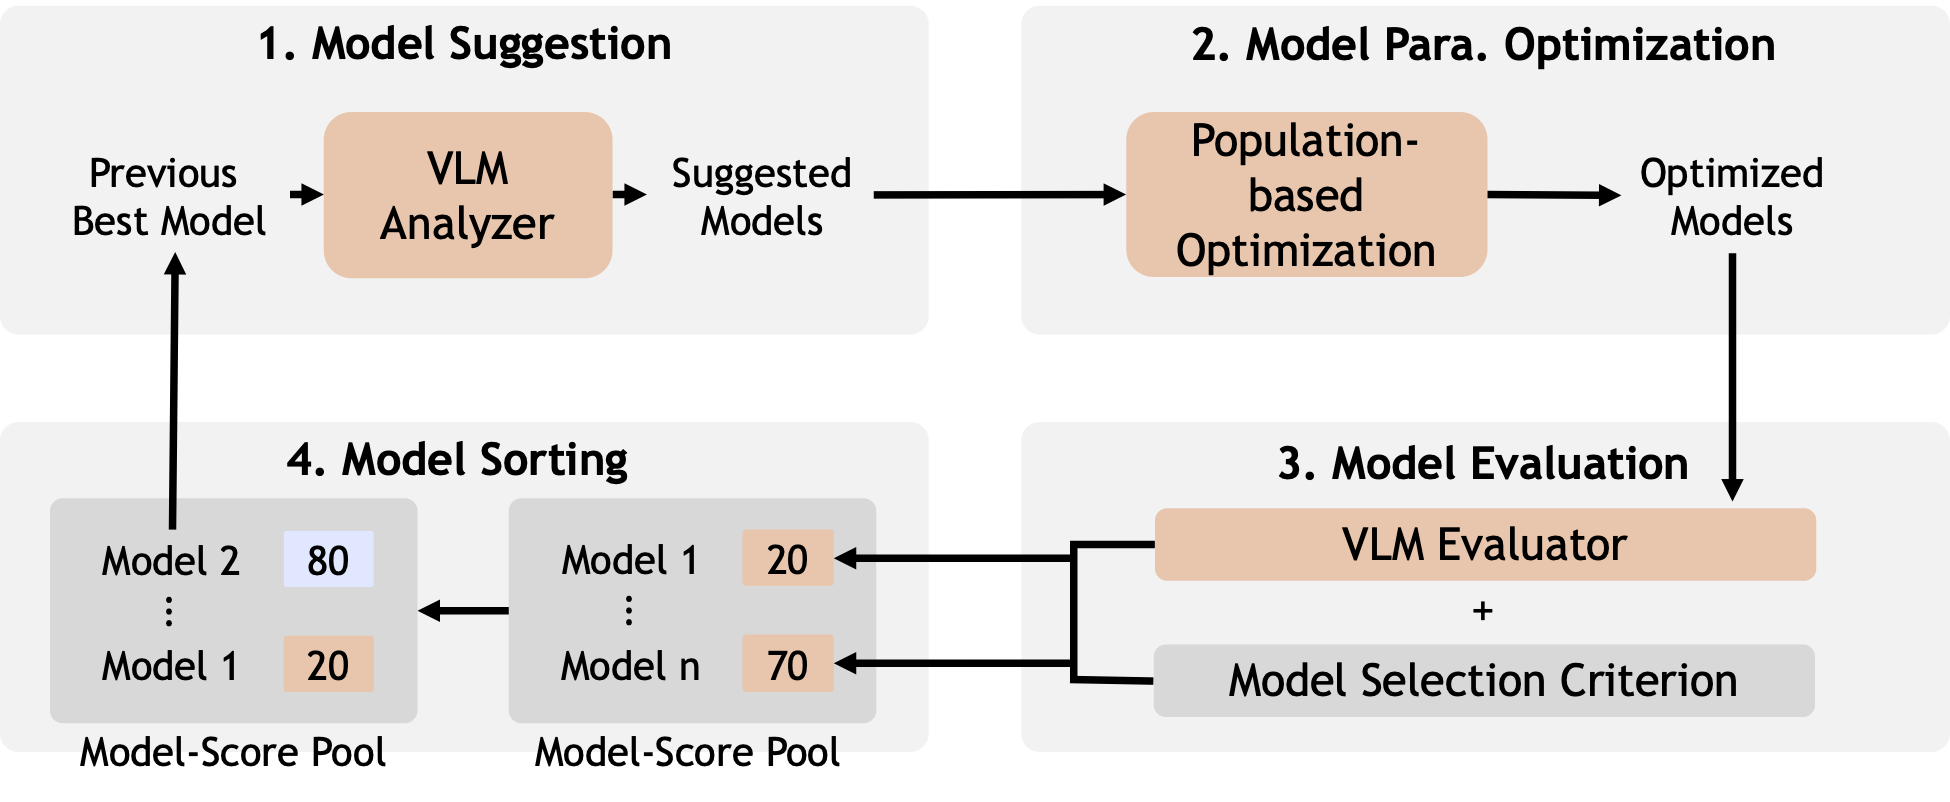 1. Model Suggestion
Previous
Best Model
VLM
Analyzer
Suggested
Models
2. Model Para. Optimization
Population-
based
Optimization
Optimized
Models
3. Model Evaluation
VLM Evaluator
+
Model Selection Criterion
4. Model Sorting
Model 1 20
⋮
Model n 70
Model-Score Pool
Model 2 80
⋮
Model 1 20
Model-Score Pool